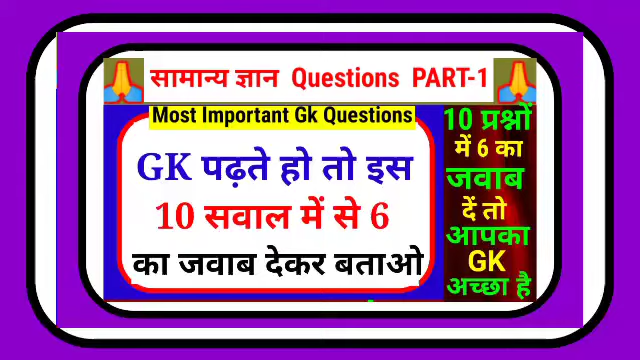 सामान्य ज्ञान Questions PART-1
Most Important Gk Questions
GK पढ़ते हो तो इस
10 सवाल में से 6
का जवाब देकर बताओ
10 प्रश्नों
में 6 का
जवाब
दें तो
आपका
GK
अच्छा है